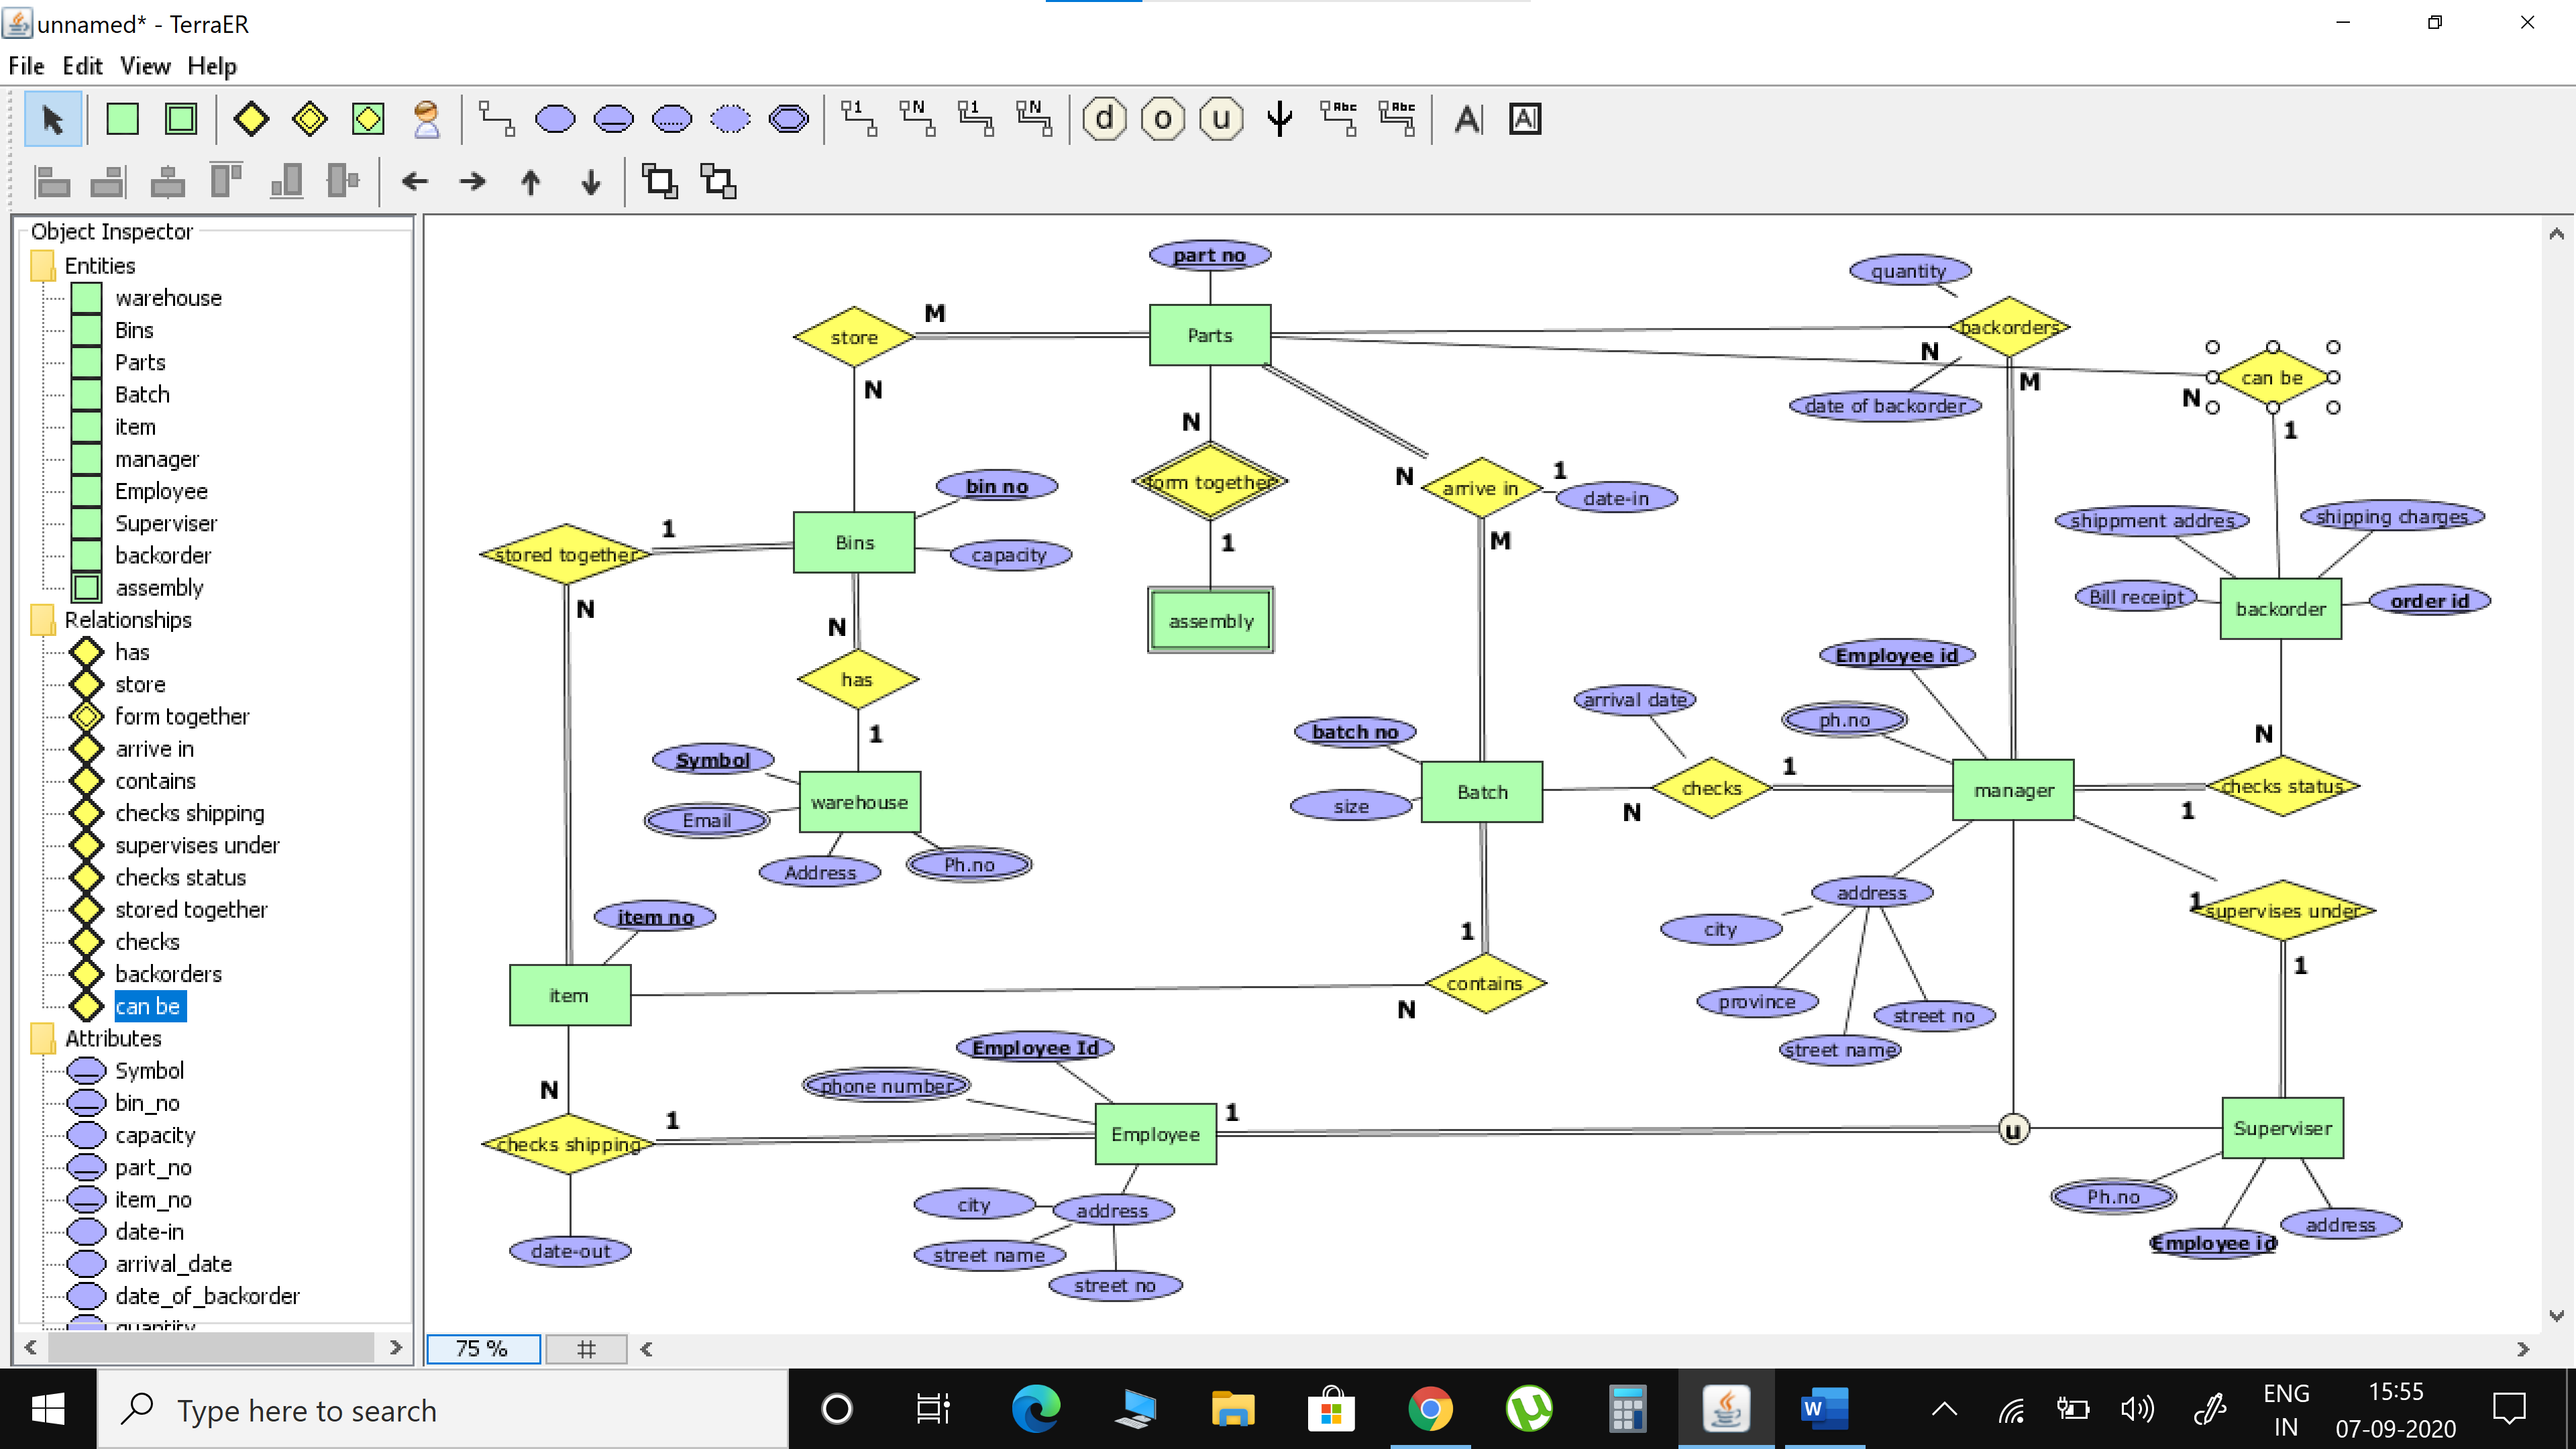 unnamed* - TerraER
File Edit View Help
1 N 1 N d o u Abc Abc A A
Object Inspector
Entities
warehouse
Bins
Parts
Batch
item
manager
Employee
Superviser
backorder
assembly
Relationships
has
store
form together
arrive in
contains
checks shipping
supervises under
checks status
stored together
checks
backorders
can be
Attributes
Symbol
bin_no
capacity
part_no
item_no
date-in
arrival_date
date_of_backorder
quantity
part no
quantity
store
M
Parts
backorders
N
M
N
can be
N
1
date of backorder
N
form together
N
arrive in
1
date-in
bin no
stored together
1
Bins
capacity
1
M
shippment addres
shipping charges
N
N
assembly
Bill receipt
backorder
order id
has
Employee id
arrival date
ph.no
1
batch no
N
Symbol
warehouse
Email
Address
Ph.no
size
Batch
N
checks
1
manager
1
checks status
address
city
1
supervises under
item no
1
1
item
contains
N
province
street no
street name
Employee Id
phone number
N
checks shipping
1
Employee
1
u
Superviser
city
address
street name
street no
date-out
Ph.no
address
Employee id
75 %
Type here to search
W
ENG
IN
15:55
07-09-2020